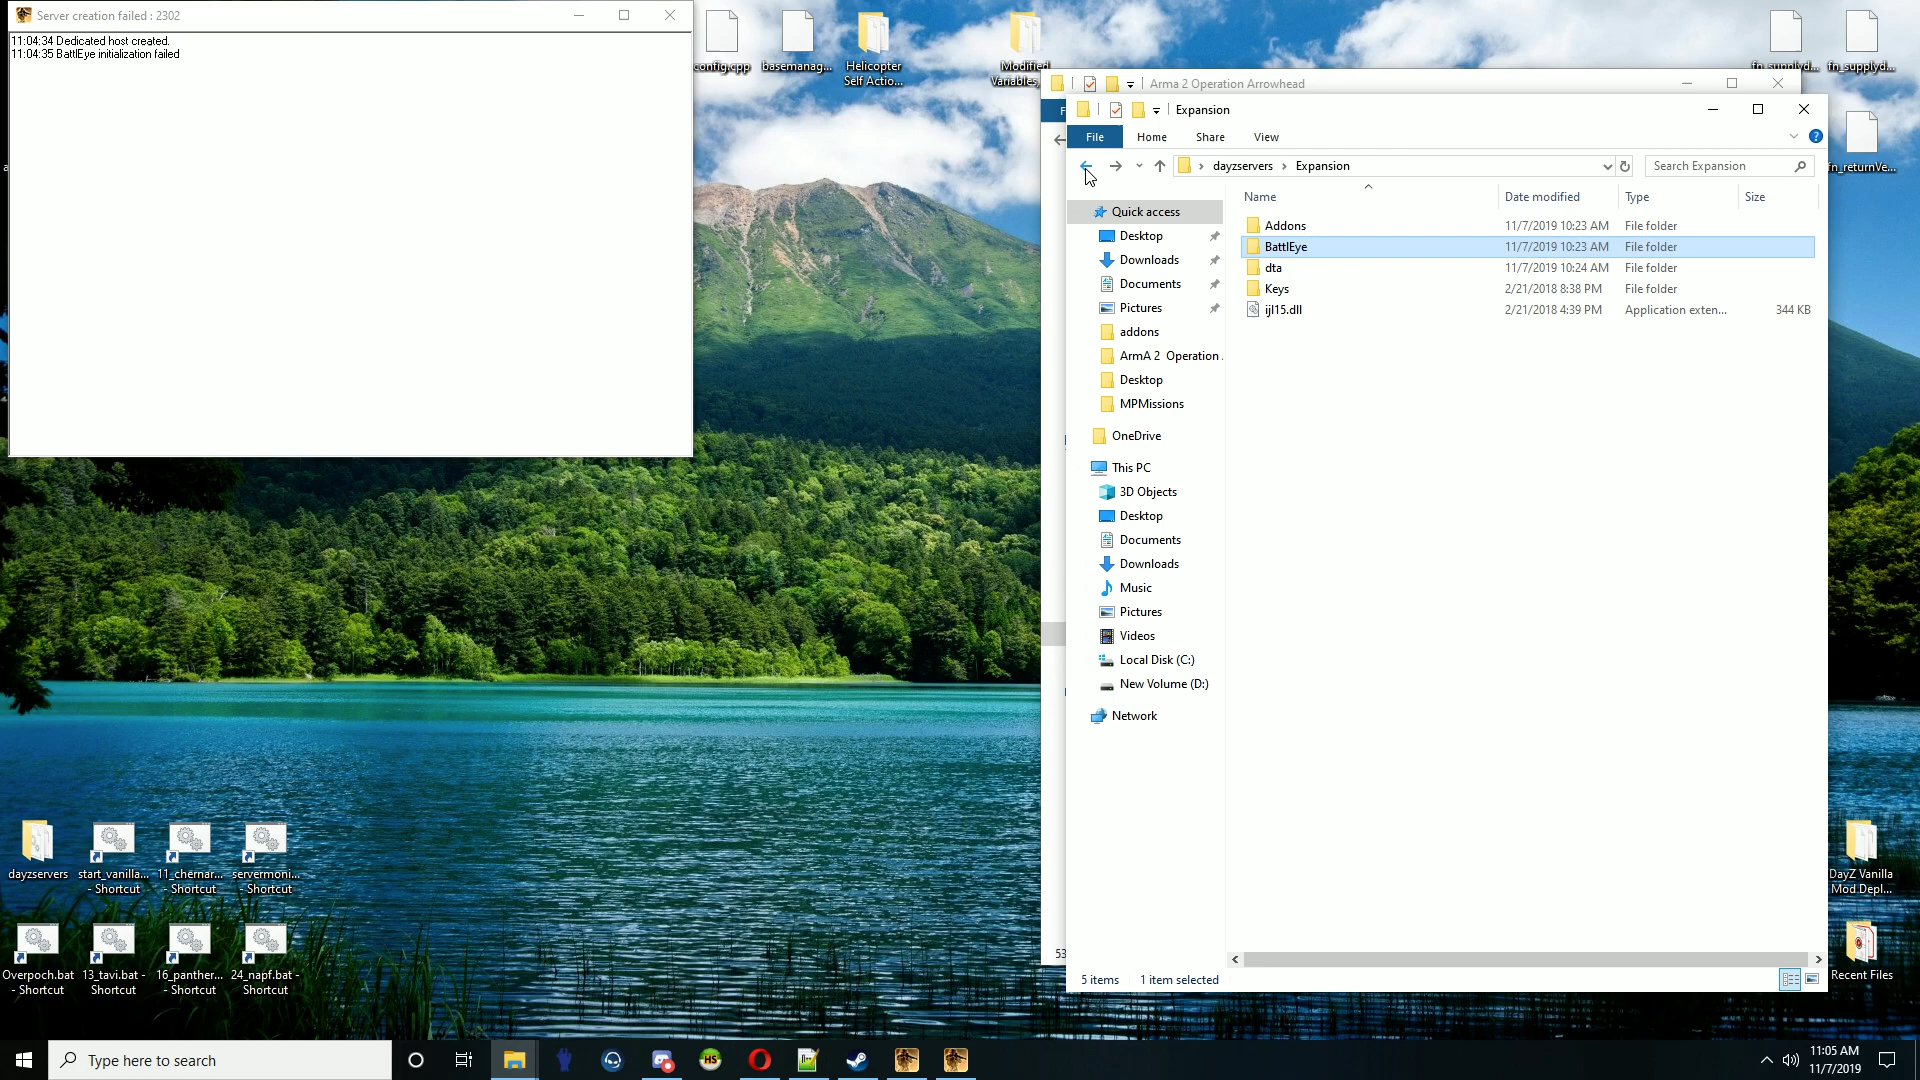 Server creation failed : 2302
11:04:34 Dedicated host created.
11:04:35 BattlEye initialization failed
config.cpp
basemanag...
Helicopter
Self Actio...
Modified
Variables,
fn_supplyd...
fn_supplyd...
fn_returnVe...
Arma 2 Operation Arrowhead
F
Expansion
File
Home
Share
View
dayzservers
Expansion
Search Expansion
Name
Date modified
Type
Size
Addons
11/7/2019 10:23 AM
File folder
BattlEye
11/7/2019 10:23 AM
File folder
dta
11/7/2019 10:24 AM
File folder
Keys
2/21/2018 8:38 PM
File folder
ijl15.dll
2/21/2018 4:39 PM
Application exten...
344 KB
Quick access
Desktop
Downloads
Documents
Pictures
addons
ArmA 2 Operation
Desktop
MPMissions
OneDrive
This PC
3D Objects
Desktop
Documents
Downloads
Music
Pictures
Videos
Local Disk (C:)
New Volume (D:)
Network
53
5 items
1 item selected
dayzservers
start_vanilla...
- Shortcut
11_chernar...
- Shortcut
servermoni...
- Shortcut
Overpoch.bat
- Shortcut
13_tavi.bat -
Shortcut
16_panther...
- Shortcut
24_napf.bat -
Shortcut
DayZ Vanilla
Mod Depl...
Recent Files
Type here to search
HS
11:05 AM
11/7/2019